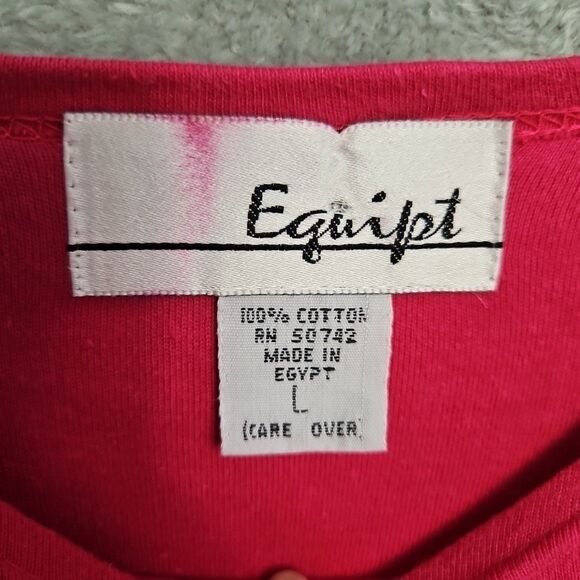 Equipt
100% COTTON
RN 50742
MADE IN
EGYPT
L
(CARE OVER)